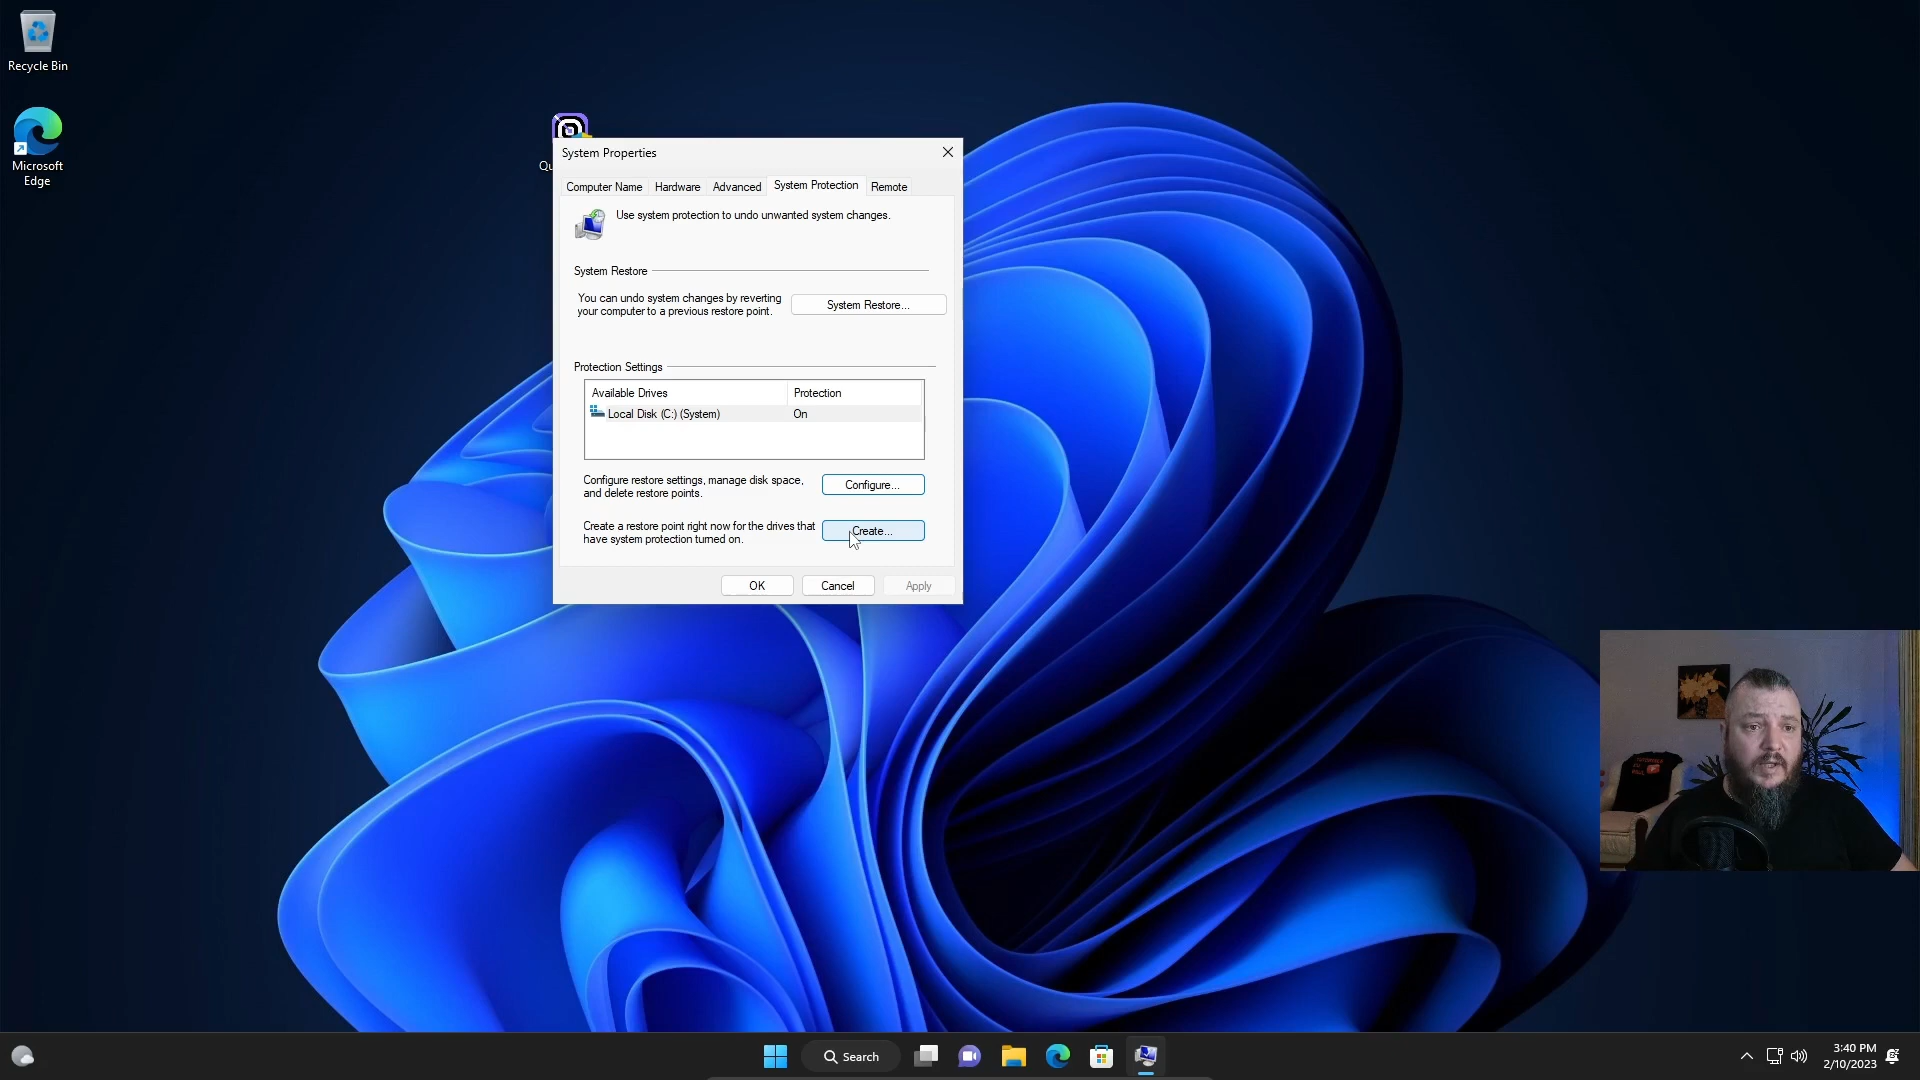 Recycle Bin
Microsoft
Edge
Qu
System Properties
Computer Name Hardware Advanced System Protection Remote
Use system protection to undo unwanted system changes.
System Restore
You can undo system changes by reverting
your computer to a previous restore point.
System Restore...
Protection Settings
Available Drives Protection
Local Disk (C:) (System) On
Configure restore settings, manage disk space,
and delete restore points.
Configure...
Create a restore point right now for the drives that
have system protection turned on.
Create...
OK Cancel Apply
Search
3:40 PM
2/10/2023